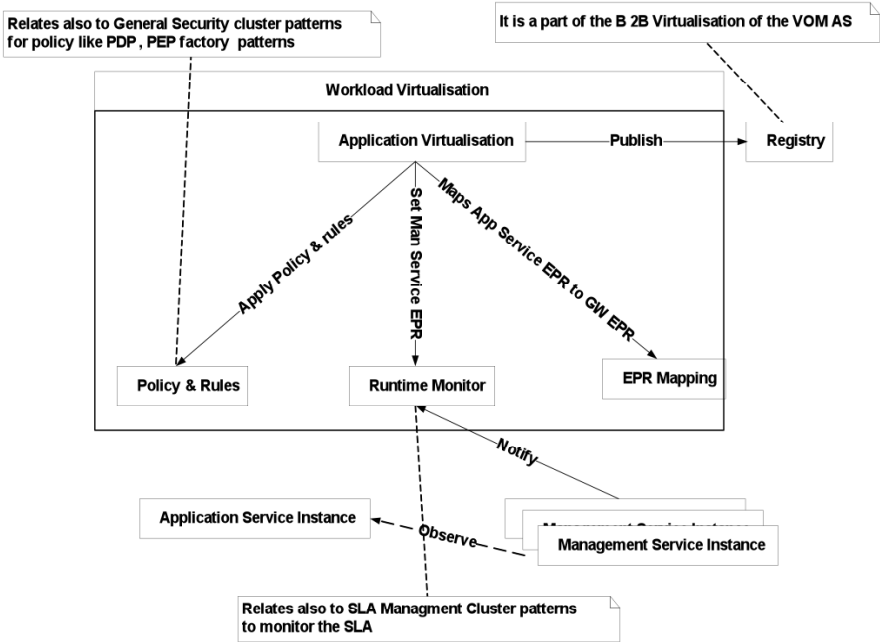 Relates also to General Security cluster patterns
for policy like PDP , PEP factory patterns
It is a part of the B 2B Virtualisation of the VOM AS
Workload Virtualisation
Application Virtualisation
Publish
Registry
Apply Policy & rules
Set Man Service EPR
Maps App Service EPR to GW EPR
Policy & Rules
Runtime Monitor
EPR Mapping
Notify
Application Service Instance
Observe
Management Service Instance
Management Service Instance
Relates also to SLA Managment Cluster patterns
to monitor the SLA